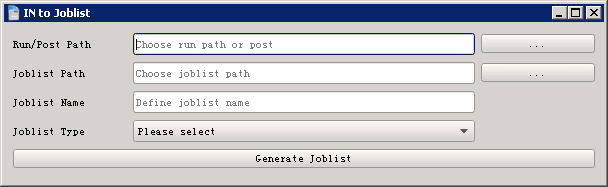 IN to Joblist
Run/Post Path Choose run path or post ...
Joblist Path Choose joblist path ...
Joblist Name Define joblist name
Joblist Type Please select
Generate Joblist